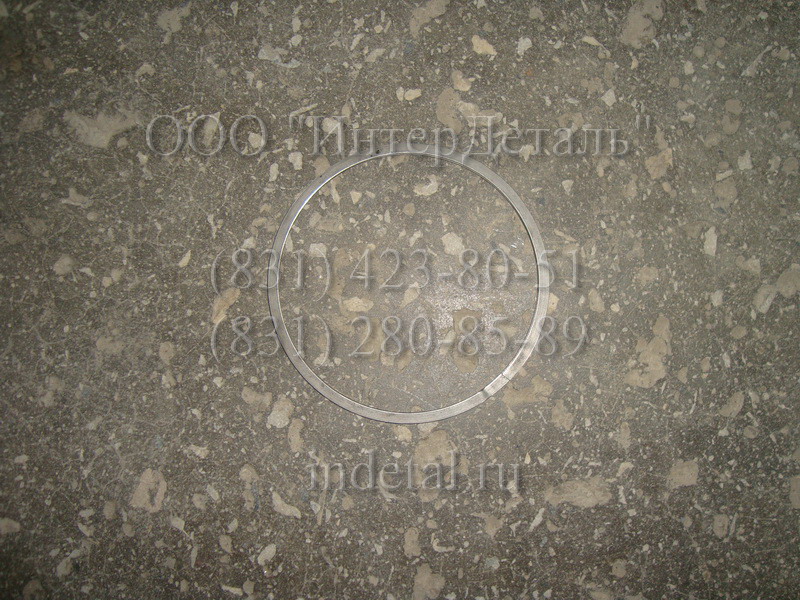 ООО "ИнтерДеталь"
(831) 423-80-51
(831) 280-85-89
indetal.ru